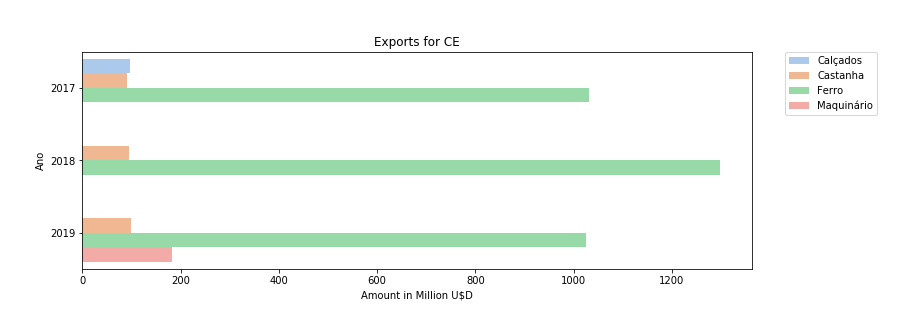 Exports for CE
Calçados
Castanha
Ferro
Maquinário
Ano
2017
2018
2019
0 200 400 600 800 1000 1200
Amount in Million U$D